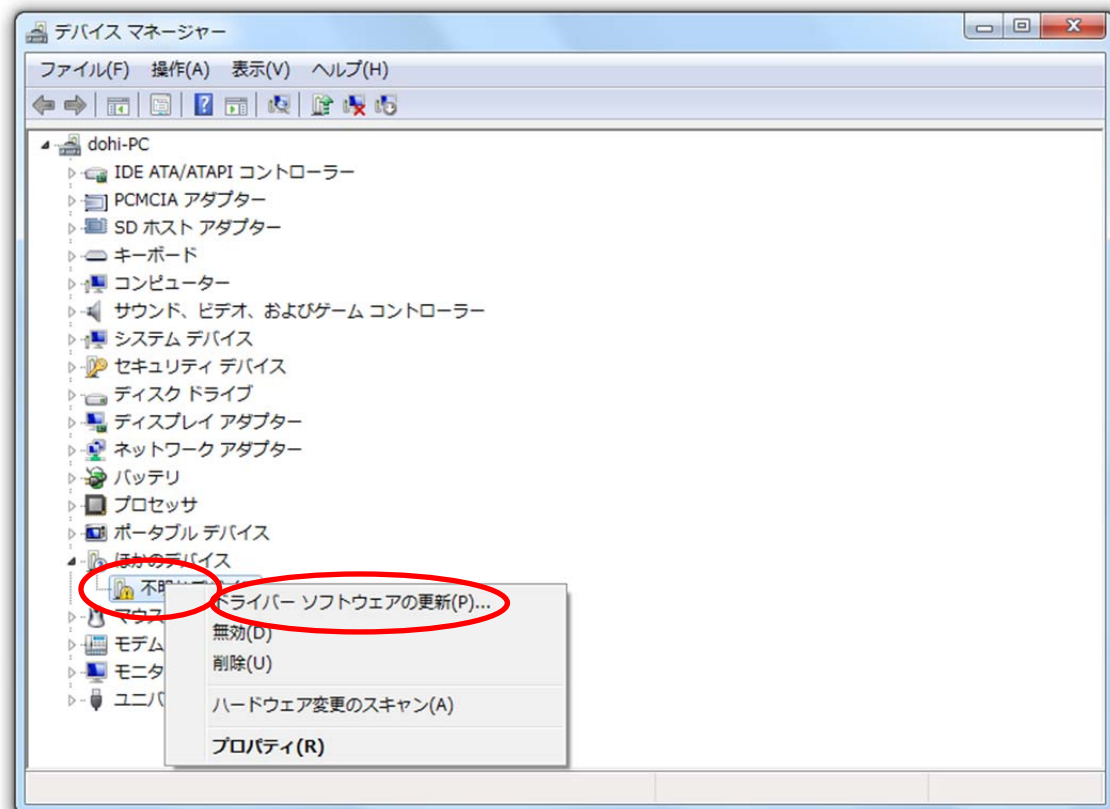 デバイス マネージャー
ファイル(F) 操作(A) 表示(V) ヘルプ(H)
dohi-PC
IDE ATA/ATAPI コントローラー
PCMCIA アダプター
SD ホスト アダプター
キーボード
コンピューター
サウンド、ビデオ、およびゲーム コントローラー
システム デバイス
セキュリティ デバイス
ディスク ドライブ
ディスプレイ アダプター
ネットワーク アダプター
バッテリ
プロセッサ
ポータブル デバイス
ほかのデバイス
不明
ドライバー ソフトウェアの更新(P)...
マウス
無効(D)
モデム
削除(U)
モニタ
ユニバ
ハードウェア変更のスキャン(A)
プロパティ(R)